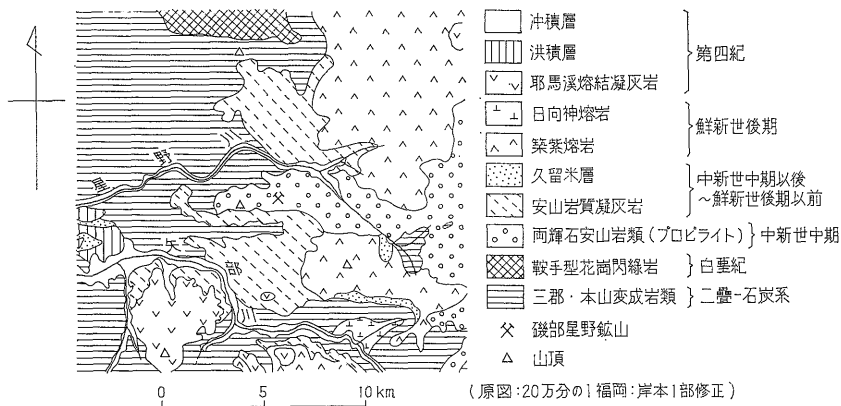 星野
矢部
沖積層
洪積層
耶馬溪熔結凝灰岩
第四紀
日向神熔岩
築紫熔岩
鮮新世後期
久留米層
安山岩質凝灰岩
中新世中期以後
~鮮新世後期以前
両輝石安山岩類(プロピライト)
中新世中期
鞍手型花崗閃緑岩
白堊紀
三郡・本山変成岩類
二疊-石炭系
磯部星野鉱山
山頂
0 5 10km
(原図:20万分の1福岡:岸本1部修正)